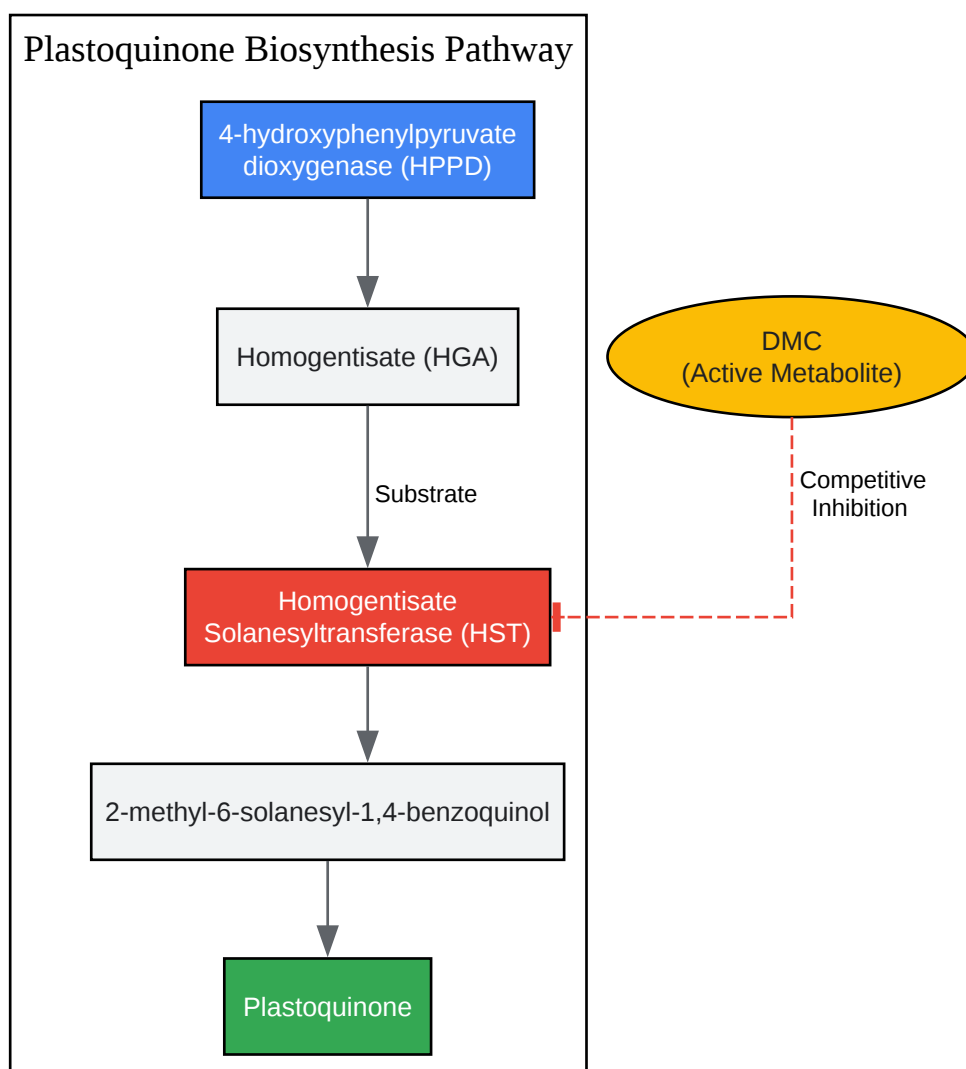 Plastoquinone Biosynthesis Pathway
4-hydroxyphenylpyruvate
dioxygenase (HPPD)
Homogentisate (HGA)
DMC
(Active Metabolite)
Substrate
Competitive
Inhibition
Homogentisate
Solanesyltransferase (HST)
2-methyl-6-solanesyl-1,4-benzoquinol
Plastoquinone